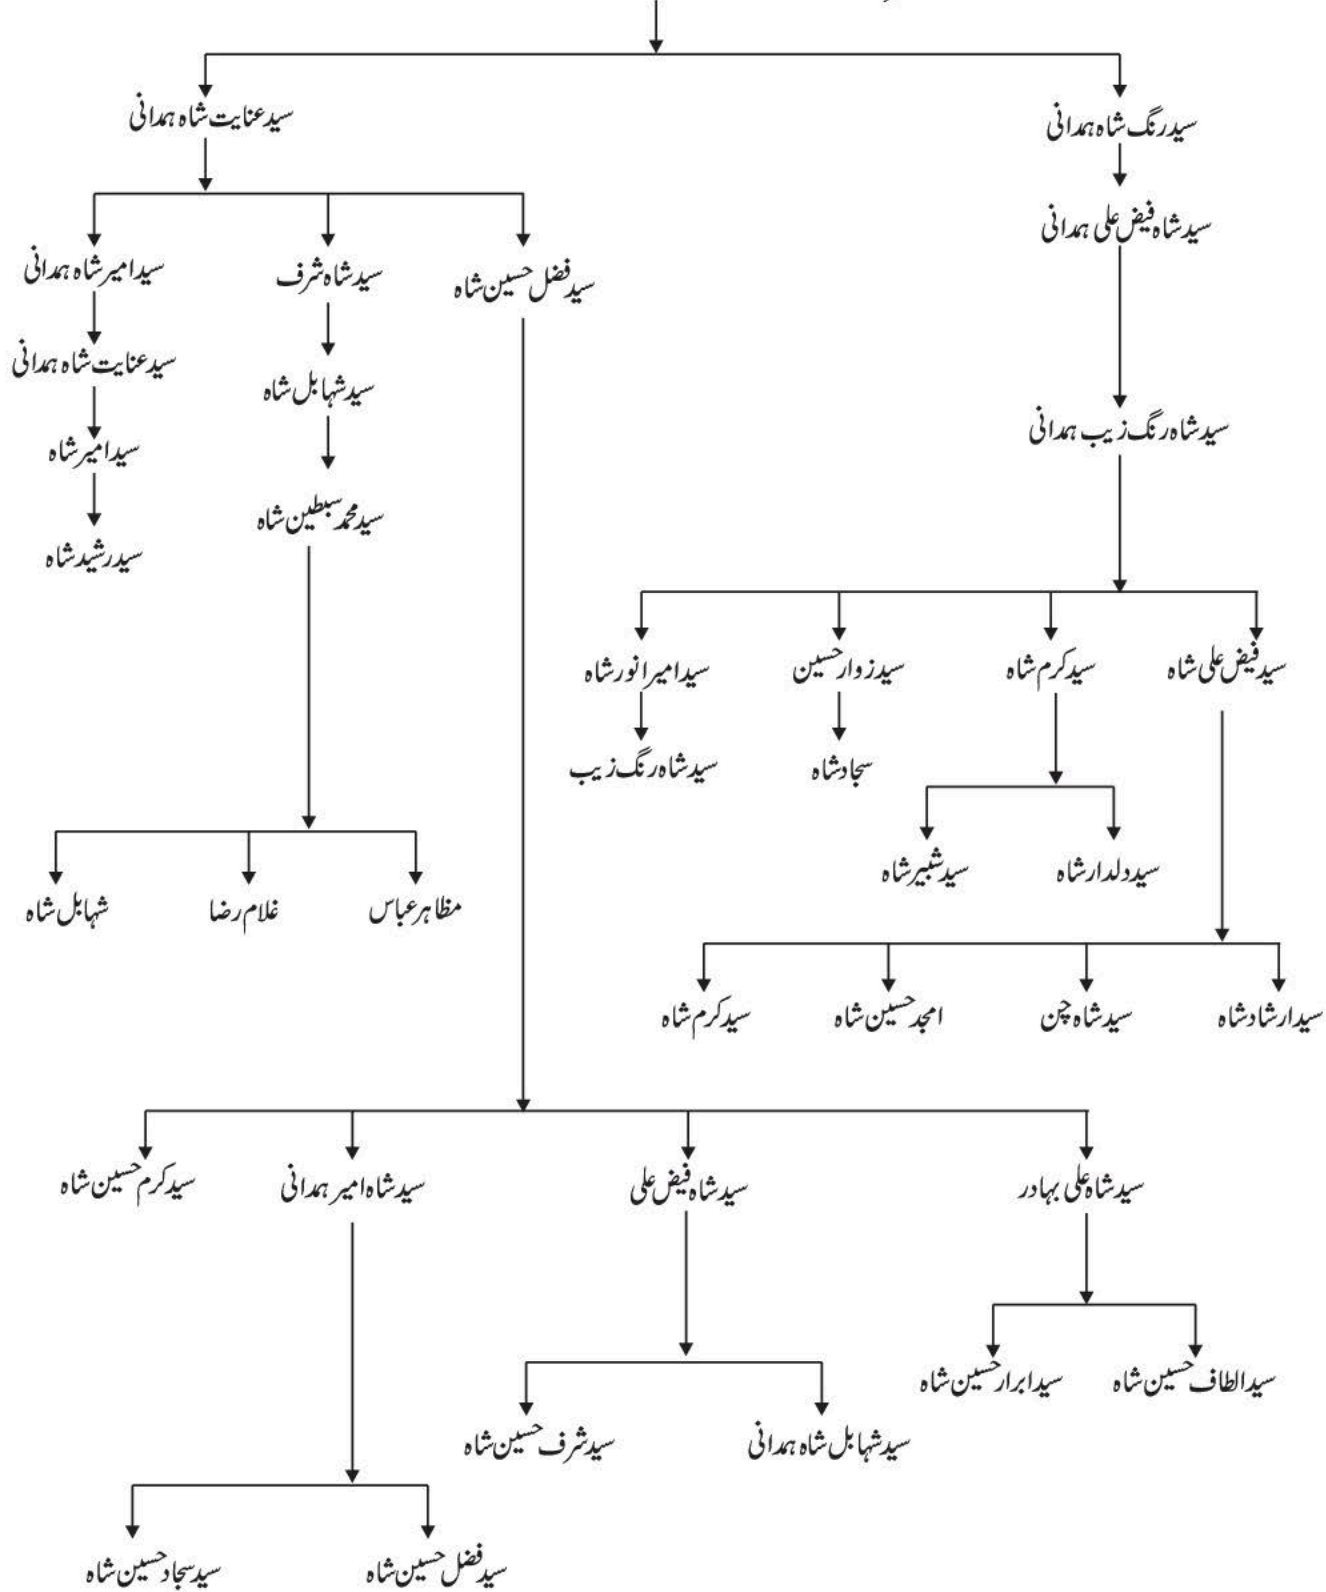 سید رنگ شاہ ہمدانی
سید عنایت شاہ ہمدانی
سید شاہ فیض علی ہمدانی
سید فضل حسین شاہ
سید شاہ شرف
سید امیر شاہ ہمدانی
سید عنایت شاہ ہمدانی
سید شہابل شاہ
سید شاہ رنگ زیب ہمدانی
سید امیر شاہ
سید محمد سبطین شاہ
سید رشید شاہ
سید فیض علی شاہ
سید کرم شاہ
سید زوار حسین
سید امیر انور شاہ
سجاد شاہ
سید شاہ رنگ زیب
سید دلدار شاہ
سید شبیر شاہ
مظاہر عباس
غلام رضا
شہابل شاہ
سید ارشاد شاہ
سید شاہ چن
امجد حسین شاہ
سید کرم شاہ
سید شاہ علی بہادر
سید شاہ فیض علی
سید شاہ امیر ہمدانی
سید کرم حسین شاہ
سید الطاف حسین شاہ
سید ابرار حسین شاہ
سید شہابل شاہ ہمدانی
سید شرف حسین شاہ
سید فضل حسین شاہ
سید سجاد حسین شاہ